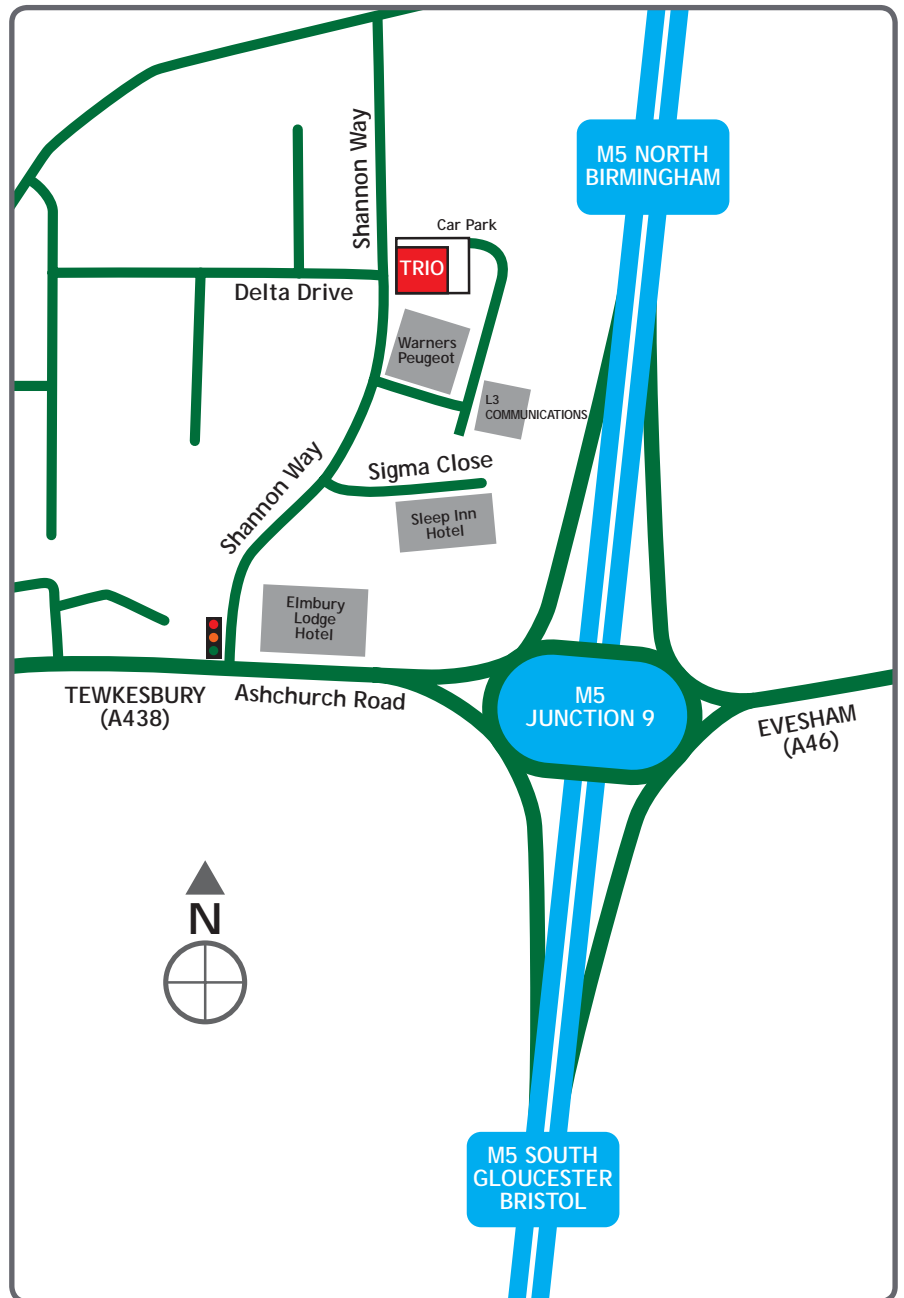 M5 NORTH
BIRMINGHAM
Shannon Way
Car Park
TRIO
Delta Drive
Warners
Peugeot
L3
COMMUNICATIONS
Shannon Way
Sigma Close
Sleep Inn
Hotel
Elmbury
Lodge
Hotel
TEWKESBURY
(A438)
Ashchurch Road
M5
JUNCTION 9
EVESHAM
(A46)
N
M5 SOUTH
GLOUCESTER
BRISTOL